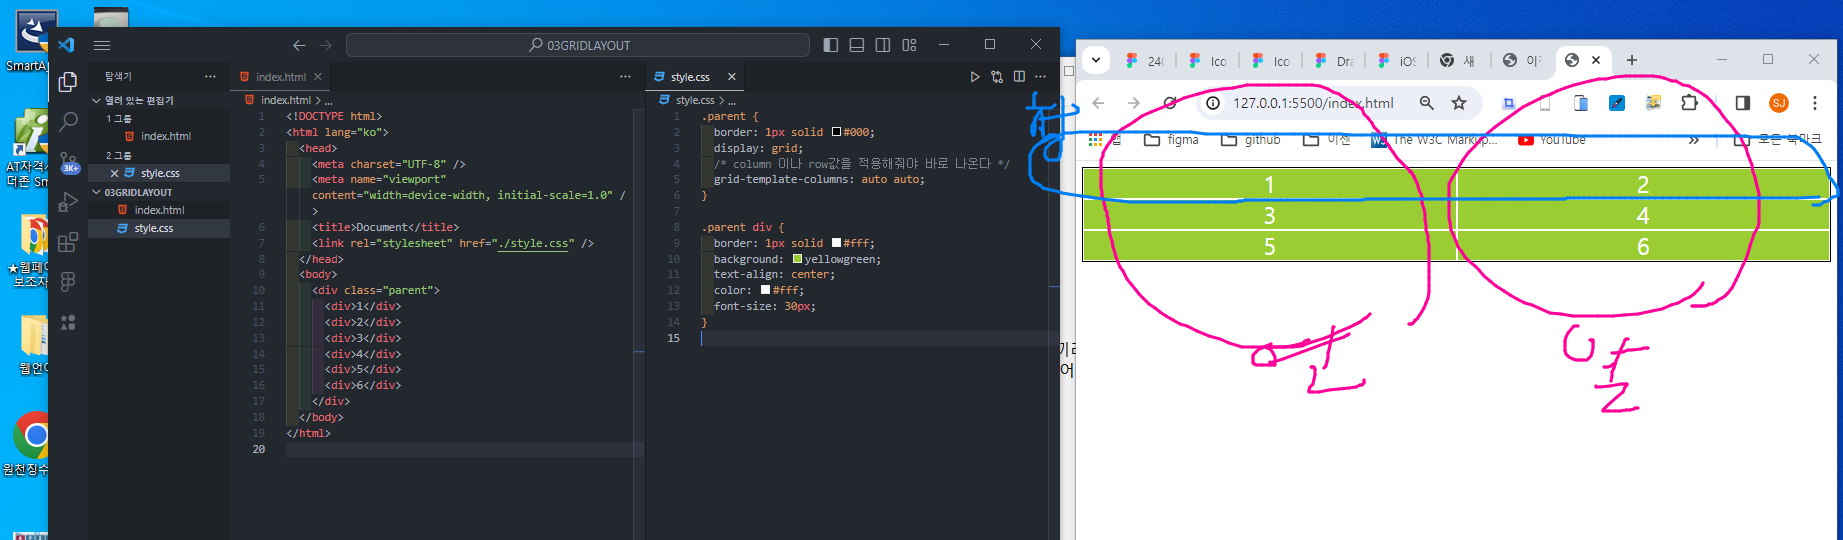 SmartA
AT자격시
더존 Sm
★웹페이
보조자
웹언어
원천징수
03GRIDLAYOUT
탐색기
열려 있는 편집기
1 그룹
index.html
2 그룹
style.css
03GRIDLAYOUT
index.html
style.css
3K+
index.html
index.html > ...
1 <!DOCTYPE html>
2 <html lang="ko">
3 <head>
4 <meta charset="UTF-8" />
5 <meta name="viewport"
content="width=device-width, initial-scale=1.0" /
>
6 <title>Document</title>
7 <link rel="stylesheet" href="./style.css" />
8 </head>
9 <body>
10 <div class="parent">
11 <div>1</div>
12 <div>2</div>
13 <div>3</div>
14 <div>4</div>
15 <div>5</div>
16 <div>6</div>
17 </div>
18 </body>
19 </html>
20
style.css
style.css > ...
1 .parent {
2 border: 1px solid #000;
3 display: grid;
4 /* column 이나 row값을 적용해줘야 바로 나온다 */
5 grid-template-columns: auto auto;
6 }
7
8 .parent div {
9 border: 1px solid #fff;
10 background: yellowgreen;
11 text-align: center;
12 color: #fff;
13 font-size: 30px;
14 }
15
24(
Ico
Ico
Dra
iOS
새
이
127.0.0.1:5500/index.html
SJ
figma
github
이젠
The W3C Markup...
YouTube
모든 북마크
1 2
3 4
5 6